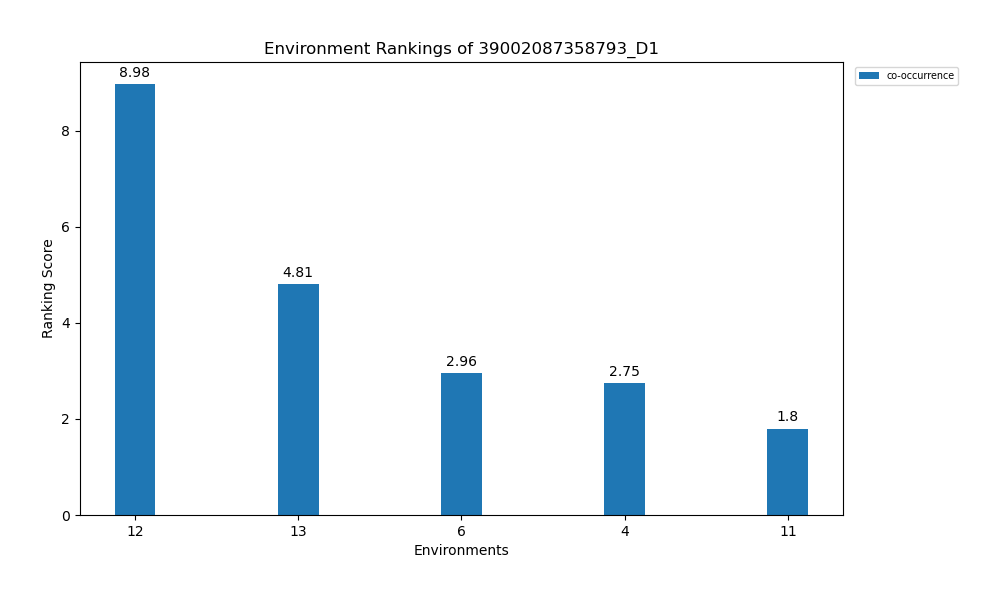 Environment Rankings of 39002087358793_D1
co-occurrence
8.98
4.81
2.96
2.75
1.8
Ranking Score
8
6
4
2
0
12 13 6 4 11
Environments